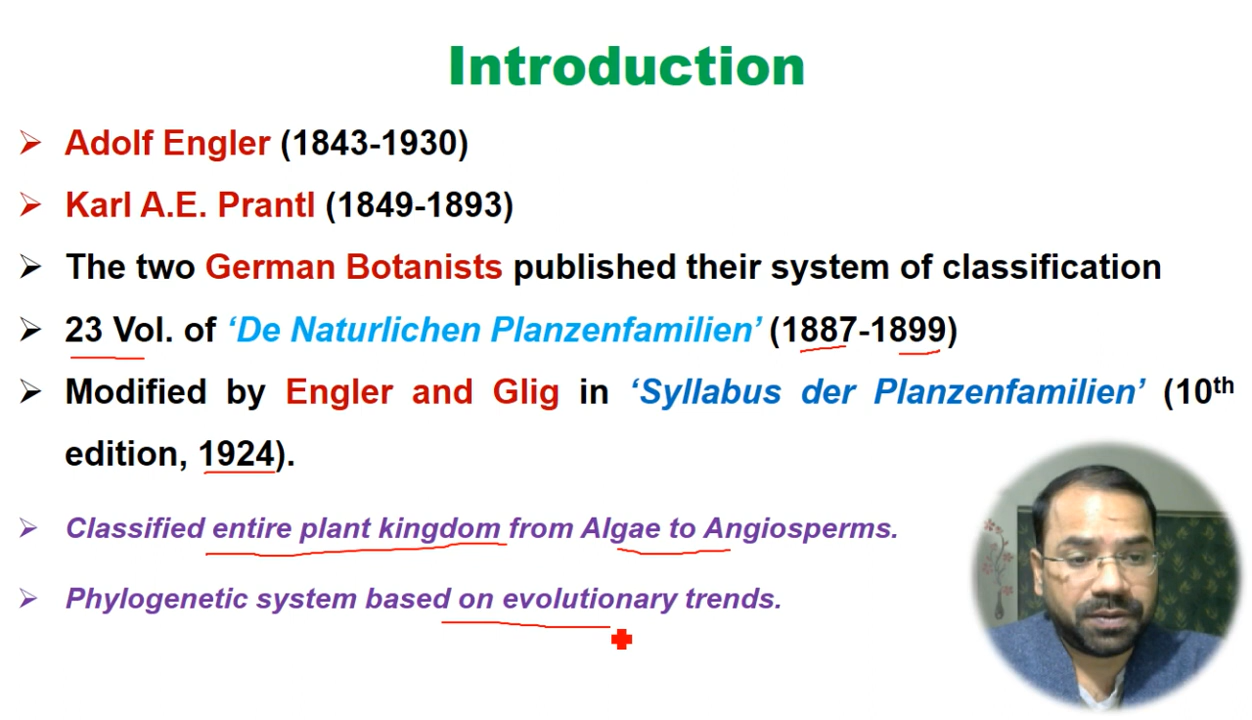 Introduction
➢ Adolf Engler (1843-1930)
➢ Karl A.E. Prantl (1849-1893)
➢ The two German Botanists published their system of classification
➢ 23 Vol. of ‘De Naturlichen Planzenfamilien’ (1887-1899)
➢ Modified by Engler and Glig in ‘Syllabus der Planzenfamilien’ (10th
edition, 1924).
➢ Classified entire plant kingdom from Algae to Angiosperms.
➢ Phylogenetic system based on evolutionary trends.